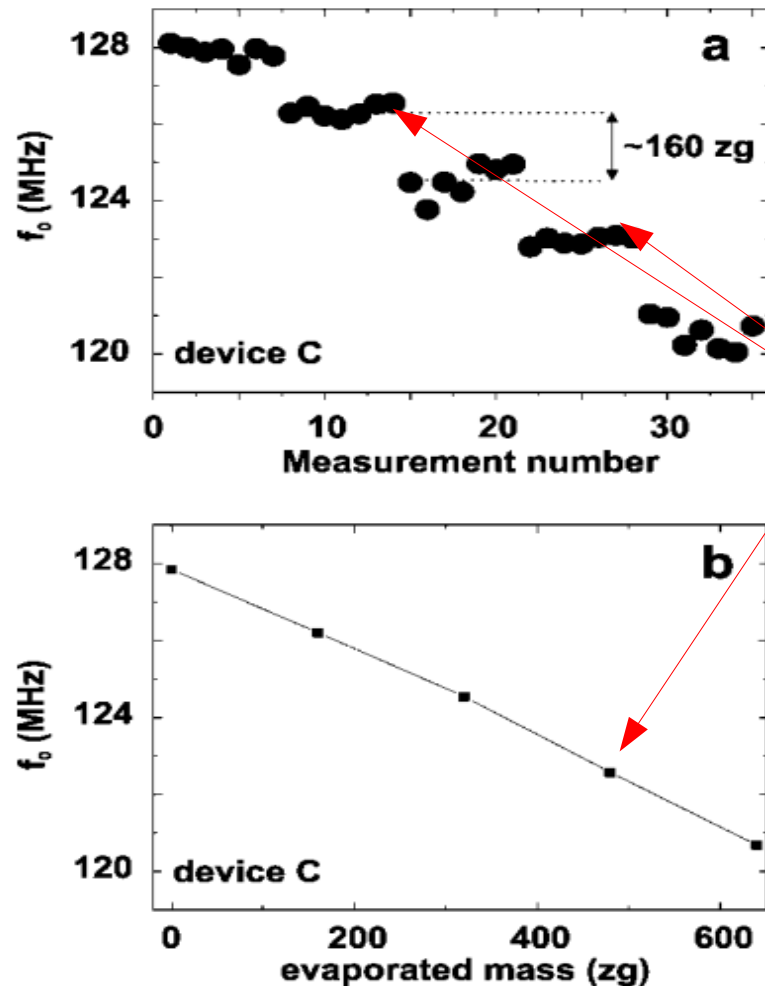 a
128
124
120
f₀ (MHz)
~160 zg
device C
0 10 20 30
Measurement number
b
128
124
120
f₀ (MHz)
device C
0 200 400 600
evaporated mass (zg)